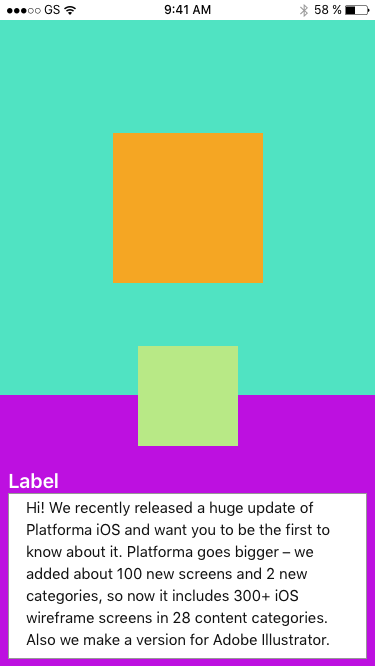 GS 9:41 AM 58 %
Label
Hi! We recently released a huge update of
Platforma iOS and want you to be the first to
know about it. Platforma goes bigger – we
added about 100 new screens and 2 new
categories, so now it includes 300+ iOS
wireframe screens in 28 content categories.
Also we make a version for Adobe Illustrator.